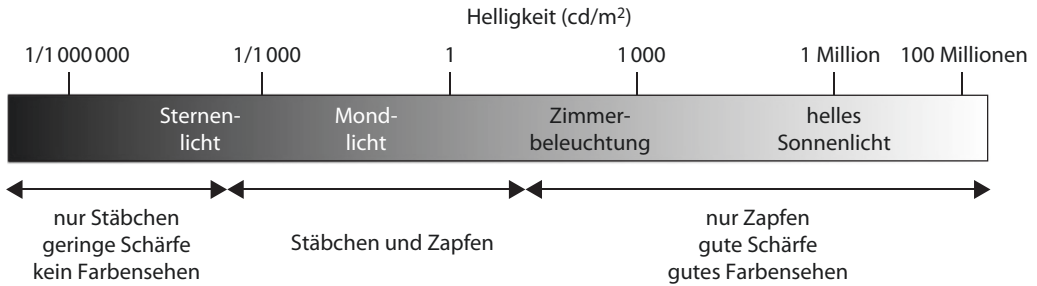 Helligkeit (cd/m²)
1/1 000 000 1/1 000 1 1 000 1 Million 100 Millionen
Sternen- Mond- Zimmer- helles
licht licht beleuchtung Sonnenlicht
nur Stäbchen
geringe Schärfe
kein Farbensehen
Stäbchen und Zapfen
nur Zapfen
gute Schärfe
gutes Farbensehen